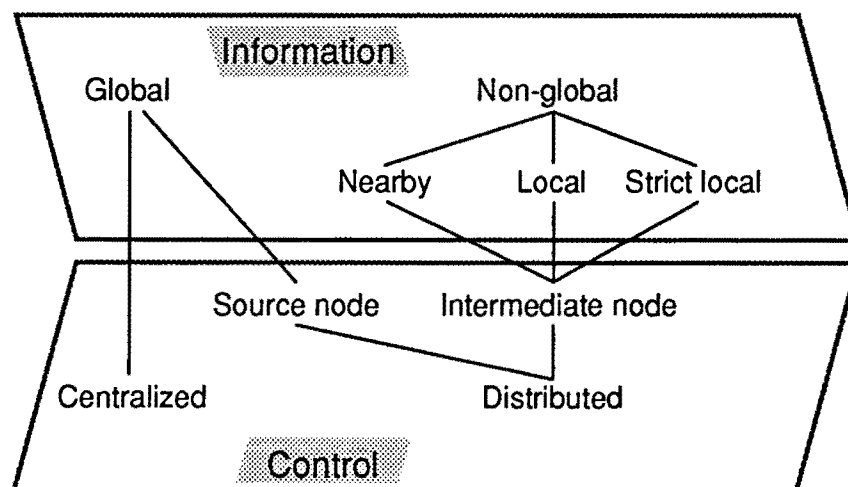 Information
Global Non-global
Nearby Local Strict local
Source node Intermediate node
Centralized Distributed
Control